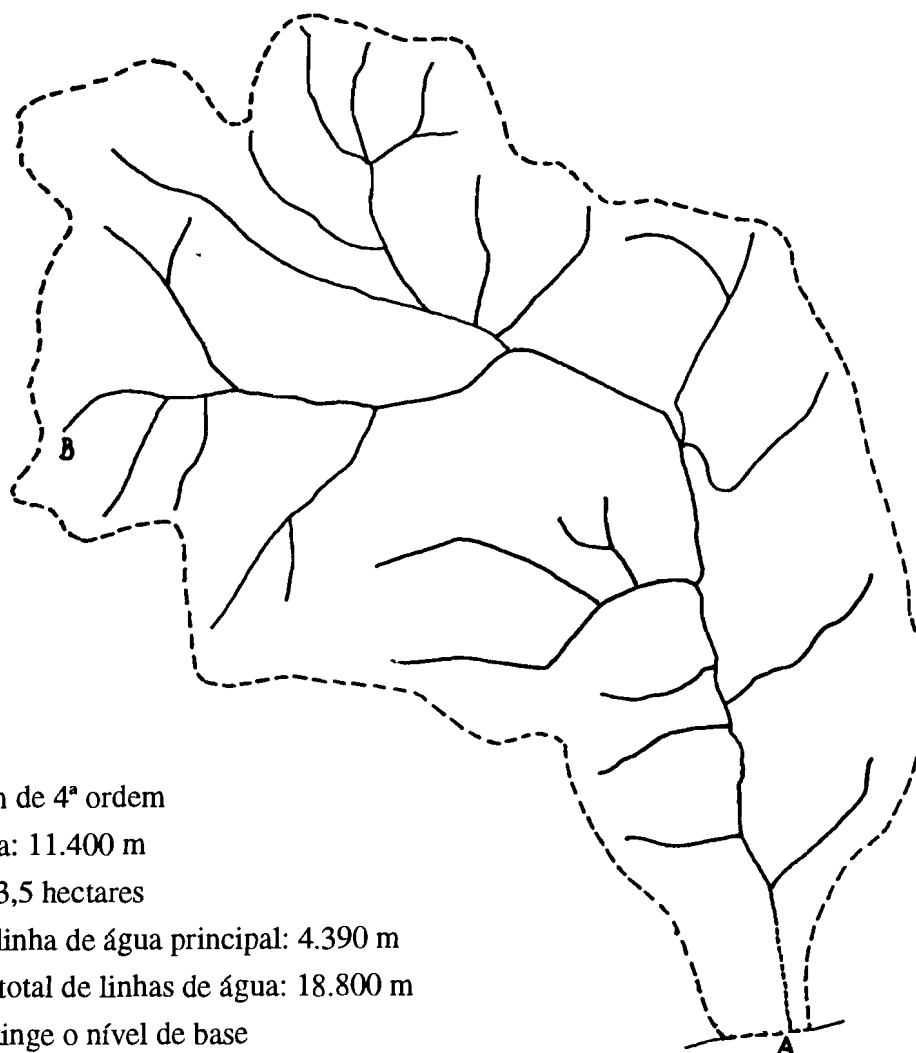 B
n de 4ª ordem
a: 11.400 m
3,5 hectares
linha de água principal: 4.390 m
total de linhas de água: 18.800 m
inge o nível de base
A